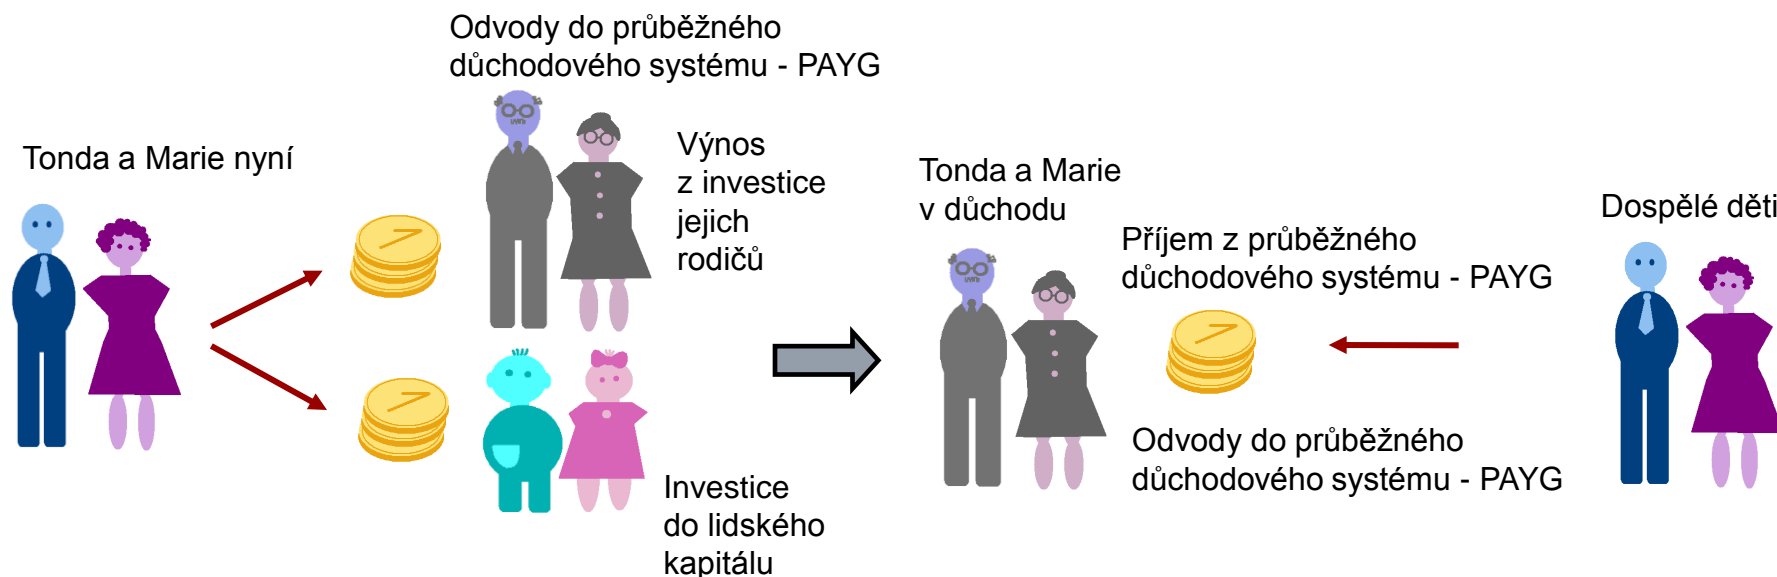 Odvody do průběžného
důchodového systému - PAYG
Tonda a Marie nyní
Výnos
z investice
jejich
rodičů
Investice
do lidského
kapitálu
Tonda a Marie
v důchodu
Příjem z průběžného
důchodového systému - PAYG
Odvody do průběžného
důchodového systému - PAYG
Dospělé děti